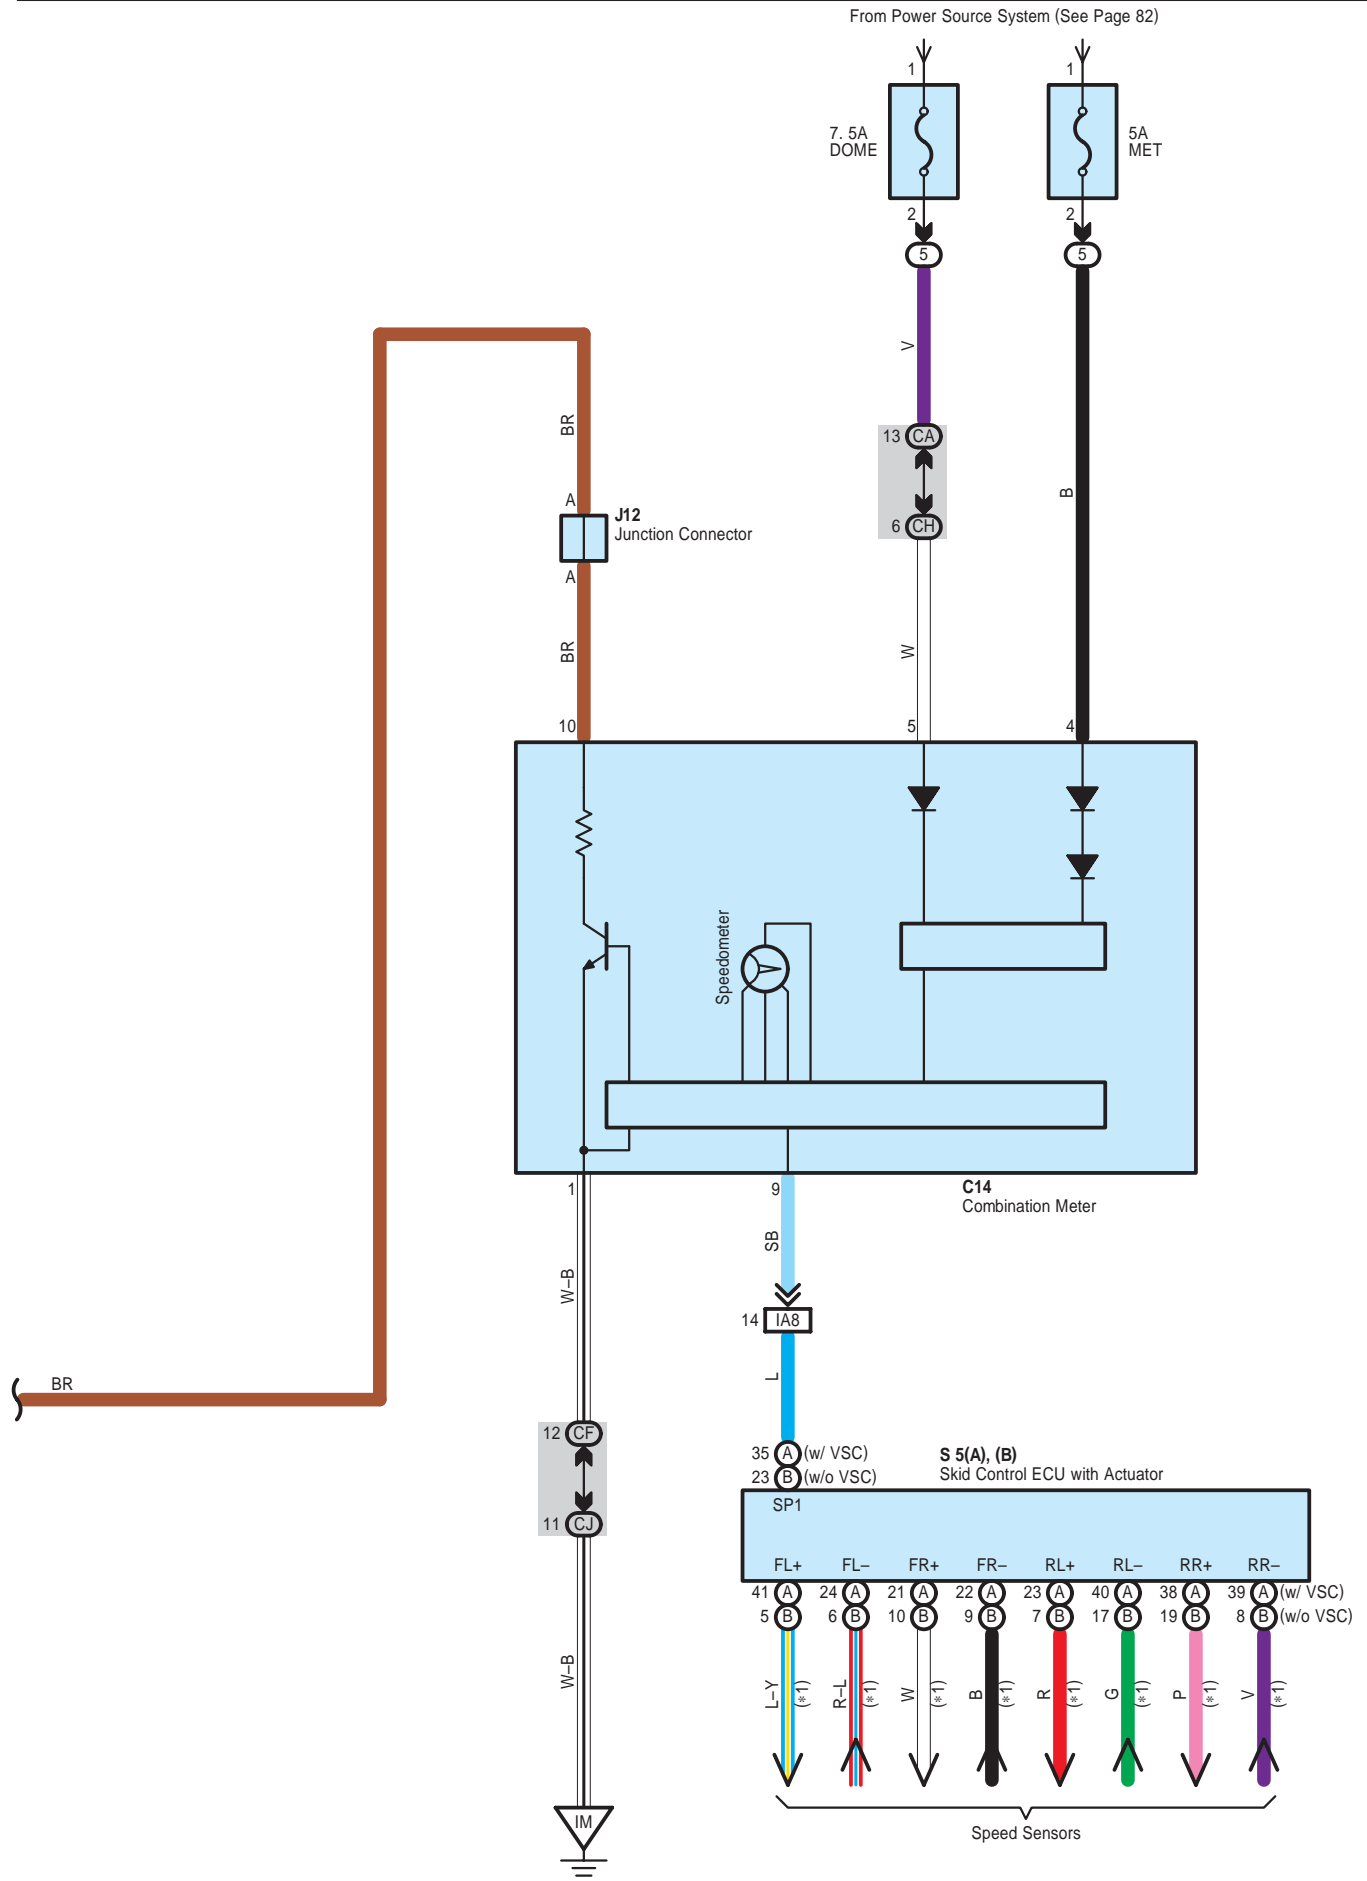 From Power Source System (See Page 82)
1
1
7. 5A
DOME
5A
MET
2
2
5
5
V
BR
13 CA
B
A
J12
Junction Connector
6 CH
A
BR
W
10
5
4
Speedometer
1
9
C14
Combination Meter
SB
W–B
14 IA8
L
BR
12 CF
35 A (w/ VSC)
23 B (w/o VSC)
S 5(A), (B)
Skid Control ECU with Actuator
SP1
11 CJ
FL+ FL– FR+ FR– RL+ RL– RR+ RR–
41 A 24 A 21 A 22 A 23 A 40 A 38 A 39 A (w/ VSC)
5 B 6 B 10 B 9 B 7 B 17 B 19 B 8 B (w/o VSC)
W–B
L–Y (*1) R–L (*1) W (*1) B (*1) R (*1) G (*1) P (*1) V (*1)
IM
Speed Sensors